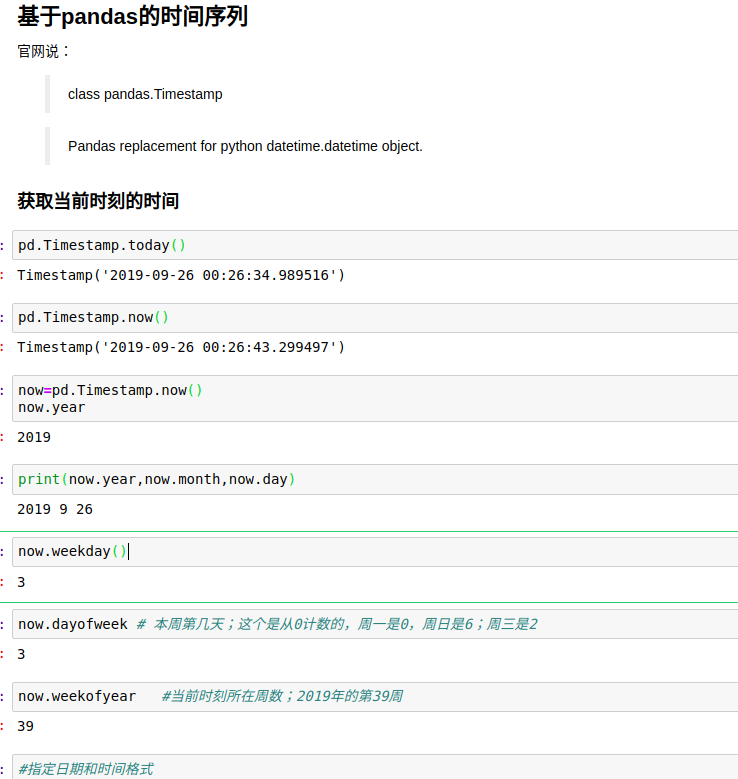 基于pandas的时间序列
官网说：
class pandas.Timestamp
Pandas replacement for python datetime.datetime object.
获取当前时刻的时间
: pd.Timestamp.today()
: Timestamp('2019-09-26 00:26:34.989516')
: pd.Timestamp.now()
: Timestamp('2019-09-26 00:26:43.299497')
: now=pd.Timestamp.now()
now.year
: 2019
: print(now.year,now.month,now.day)
2019 9 26
: now.weekday()
: 3
: now.dayofweek # 本周第几天；这个是从0计数的，周一是0，周日是6；周三是2
: 3
: now.weekofyear #当前时刻所在周数；2019年的第39周
: 39
: #指定日期和时间格式